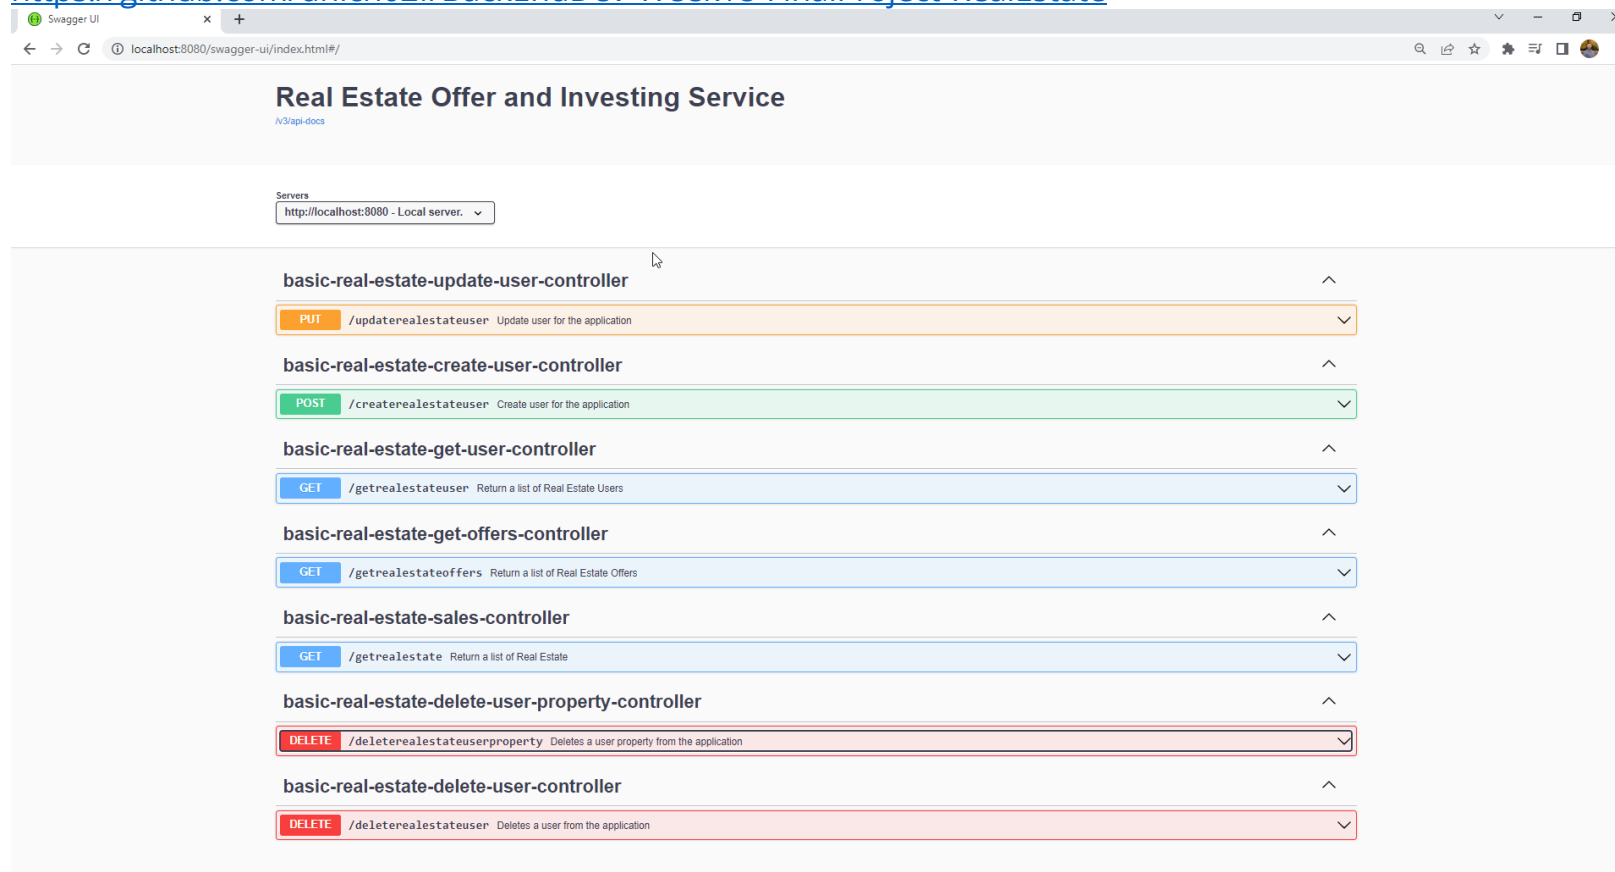 Swagger UI
localhost:8080/swagger-ui/index.html#/
Real Estate Offer and Investing Service
/v3/api-docs
Servers
http://localhost:8080 - Local server.
basic-real-estate-update-user-controller
PUT /updaterealestateuser Update user for the application
basic-real-estate-create-user-controller
POST /createrealestateuser Create user for the application
basic-real-estate-get-user-controller
GET /getrealestateuser Return a list of Real Estate Users
basic-real-estate-get-offers-controller
GET /getrealestateoffers Return a list of Real Estate Offers
basic-real-estate-sales-controller
GET /getrealestate Return a list of Real Estate
basic-real-estate-delete-user-property-controller
DELETE /deleterealestateuserproperty Deletes a user property from the application
basic-real-estate-delete-user-controller
DELETE /deleterealestateuser Deletes a user from the application